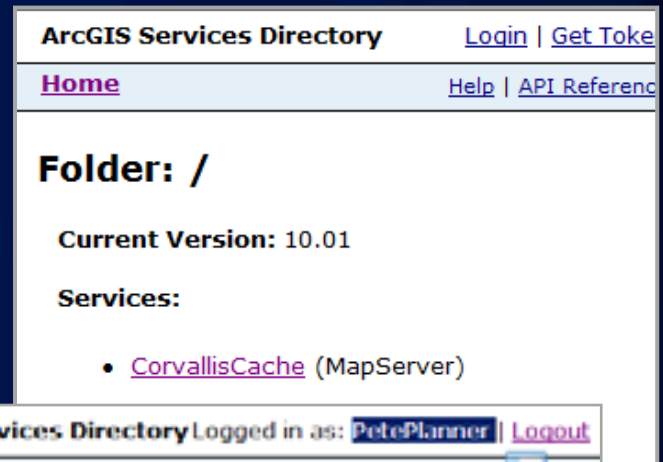 ArcGIS Services Directory Login | Get Toke
Home Help | API Referenc
Folder: /
Current Version: 10.01
Services:
• CorvallisCache (MapServer)
vices Directory Logged in as: PetePlanner | Logout